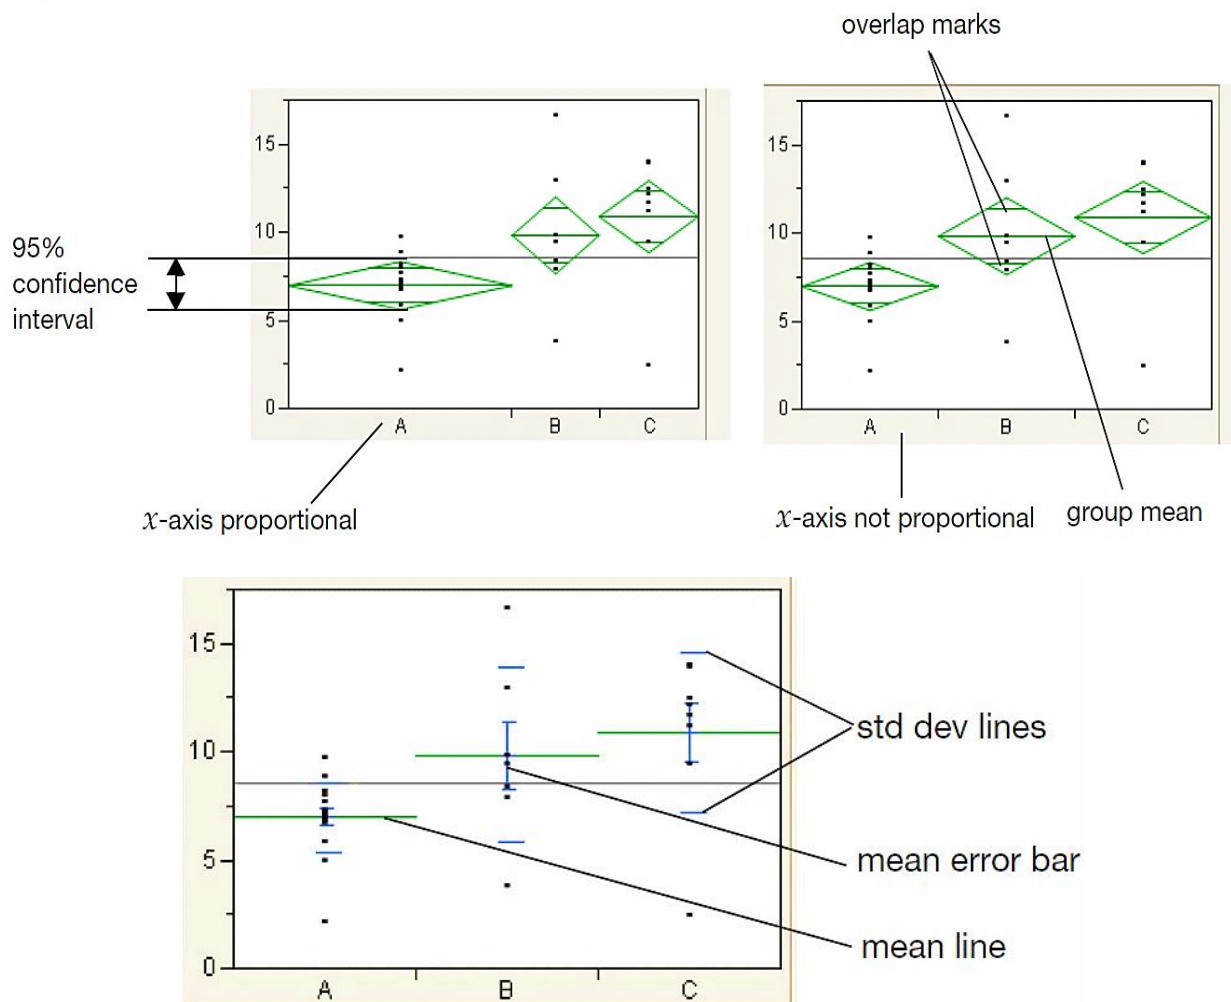 overlap marks
15
10
5
0
A B C
95%
confidence
interval
x-axis proportional
15
10
5
0
A B C
x-axis not proportional
group mean
15
10
5
0
A B C
std dev lines
mean error bar
mean line